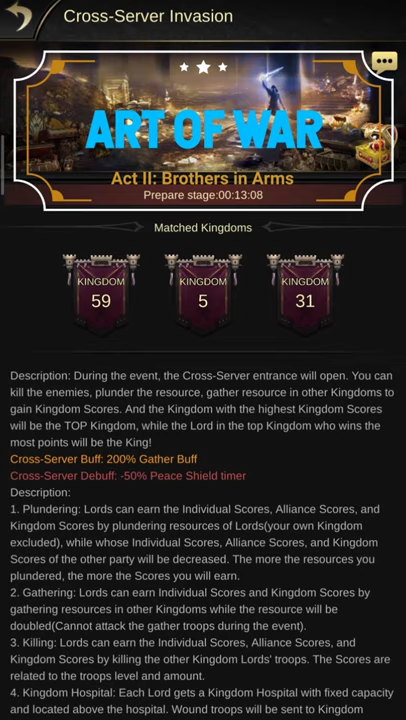 Cross-Server Invasion
ART OF WAR
Act II: Brothers in Arms
Prepare stage:00:13:08
Matched Kingdoms
KINGDOM KINGDOM KINGDOM
59 5 31
Description: During the event, the Cross-Server entrance will open. You can
kill the enemies, plunder the resource, gather resource in other Kingdoms to
gain Kingdom Scores. And the Kingdom with the highest Kingdom Scores
will be the TOP Kingdom, while the Lord in the top Kingdom who wins the
most points will be the King!
Cross-Server Buff: 200% Gather Buff
Cross-Server Debuff: -50% Peace Shield timer
Description:
1. Plundering: Lords can earn the Individual Scores, Alliance Scores, and
Kingdom Scores by plundering resources of Lords(your own Kingdom
excluded), while whose Individual Scores, Alliance Scores, and Kingdom
Scores of the other party will be decreased. The more the resources you
plundered, the more the Scores you will earn.
2. Gathering: Lords can earn Individual Scores and Kingdom Scores by
gathering resources in other Kingdoms while the resource will be
doubled(Cannot attack the gather troops during the event).
3. Killing: Lords can earn the Individual Scores, Alliance Scores, and
Kingdom Scores by killing the other Kingdom Lords' troops. The Scores are
related to the troops level and amount.
4. Kingdom Hospital: Each Lord gets a Kingdom Hospital with fixed capacity
and located above the hospital. Wound troops will be sent to Kingdom